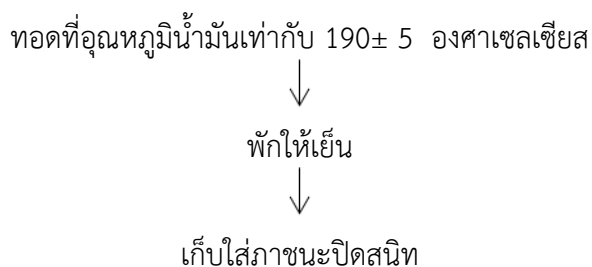 ทอดที่อุณหภูมิน้ำมันเท่ากับ 190± 5 องศาเซลเซียส
พักให้เย็น
เก็บใส่ภาชนะปิดสนิท